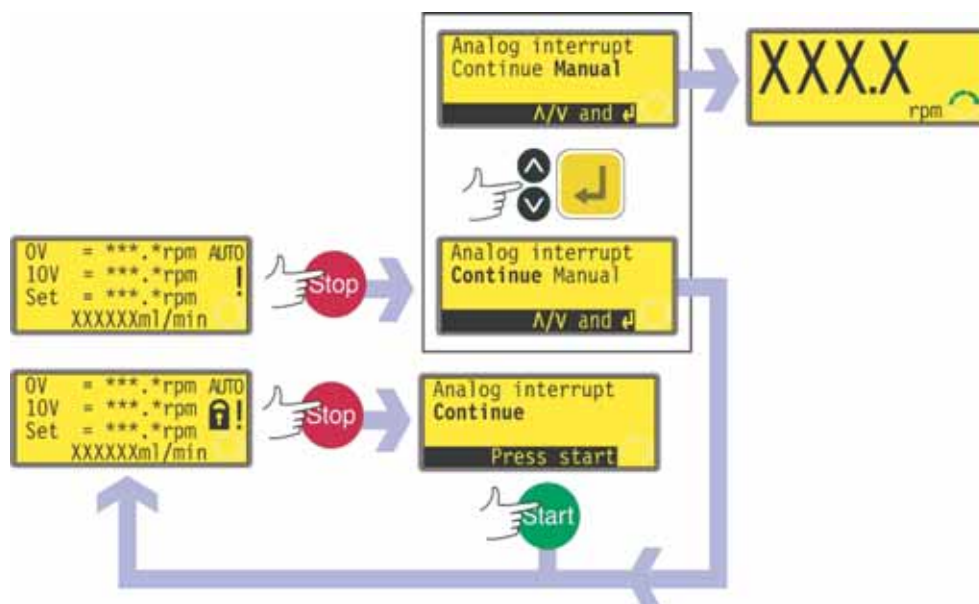 Analog interrupt
Continue Manual
Λ/V and ↲
XXX.X
rpm
0V = ***.*rpm AUTO
10V = ***.*rpm !
Set = ***.*rpm
XXXXXXml/min
Stop
Analog interrupt
Continue Manual
Λ/V and ↲
0V = ***.*rpm AUTO
10V = ***.*rpm !
Set = ***.*rpm
XXXXXXml/min
Stop
Analog interrupt
Continue
Press start
Start